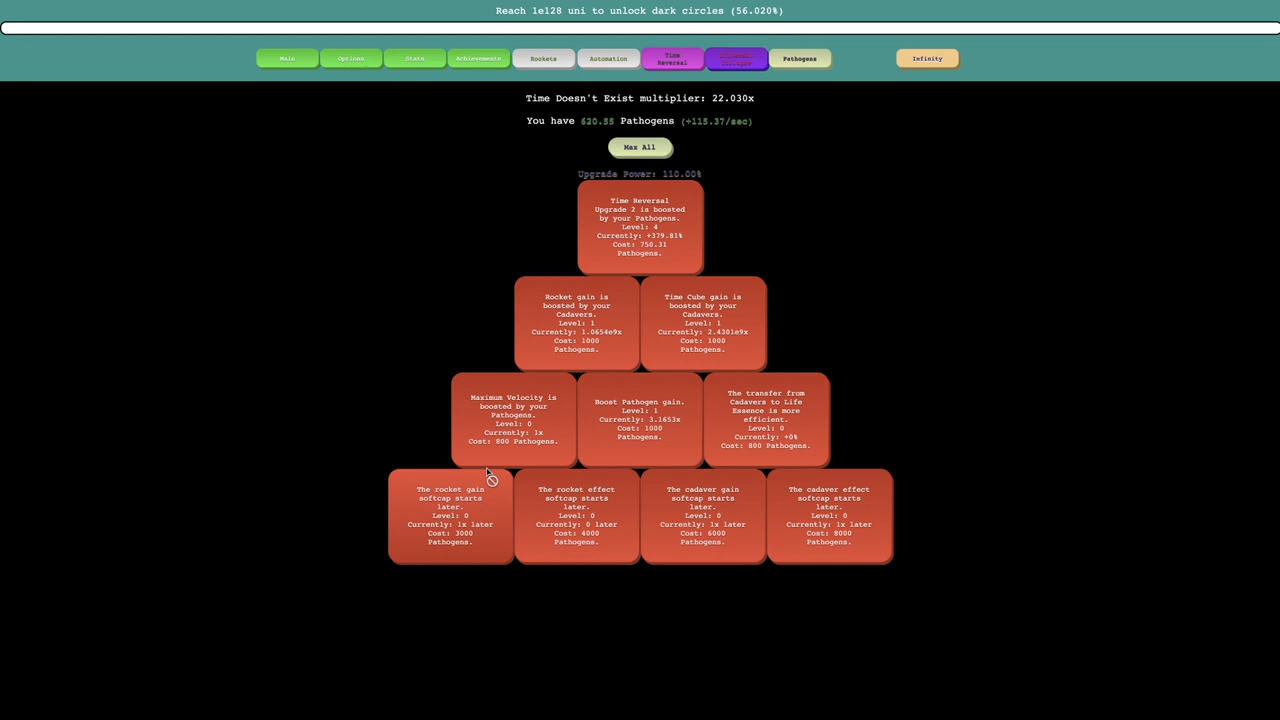 Reach 1e128 uni to unlock dark circles (56.020%)
Main
Options
Stats
Achievements
Rockets
Automation
Time
Reversal
Universal
Collapse
Pathogens
Infinity
Time Doesn't Exist multiplier: 22.030x
You have 620.55 Pathogens (+115.37/sec)
Max All
Upgrade Power: 110.00%
Time Reversal
Upgrade 2 is boosted
by your Pathogens.
Level: 4
Currently: +379.81%
Cost: 750.31
Pathogens.
Rocket gain is
boosted by your
Cadavers.
Level: 1
Currently: 1.0654e9x
Cost: 1000
Pathogens.
Time Cube gain is
boosted by your
Cadavers.
Level: 1
Currently: 2.4301e9x
Cost: 1000
Pathogens.
Maximum Velocity is
boosted by your
Pathogens.
Level: 0
Currently: 1x
Cost: 800 Pathogens.
Boost Pathogen gain.
Level: 1
Currently: 3.1653x
Cost: 1000
Pathogens.
The transfer from
Cadavers to Life
Essence is more
efficient.
Level: 0
Currently: +0%
Cost: 800 Pathogens.
The rocket gain
softcap starts
later.
Level: 0
Currently: 1x later
Cost: 3000
Pathogens.
The rocket effect
softcap starts
later.
Level: 0
Currently: 0 later
Cost: 4000
Pathogens.
The cadaver gain
softcap starts
later.
Level: 0
Currently: 1x later
Cost: 6000
Pathogens.
The cadaver effect
softcap starts
later.
Level: 0
Currently: 1x later
Cost: 8000
Pathogens.